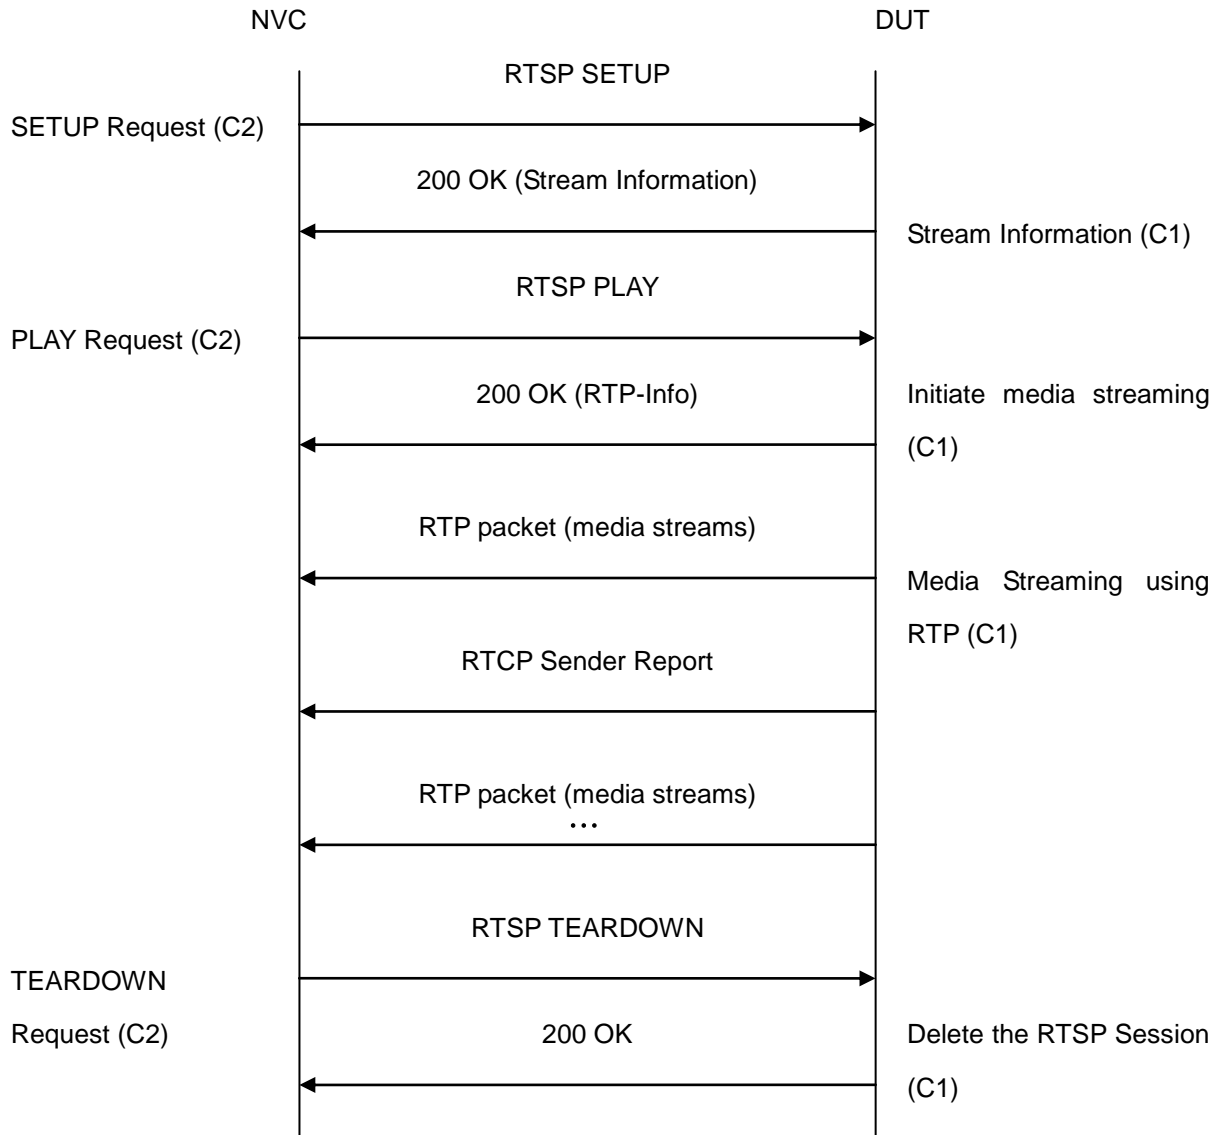 NVC
DUT
RTSP SETUP
SETUP Request (C2)
200 OK (Stream Information)
Stream Information (C1)
RTSP PLAY
PLAY Request (C2)
200 OK (RTP-Info)
Initiate media streaming
(C1)
RTP packet (media streams)
Media Streaming using
RTP (C1)
RTCP Sender Report
RTP packet (media streams)
…
RTSP TEARDOWN
TEARDOWN
Request (C2)
200 OK
Delete the RTSP Session
(C1)